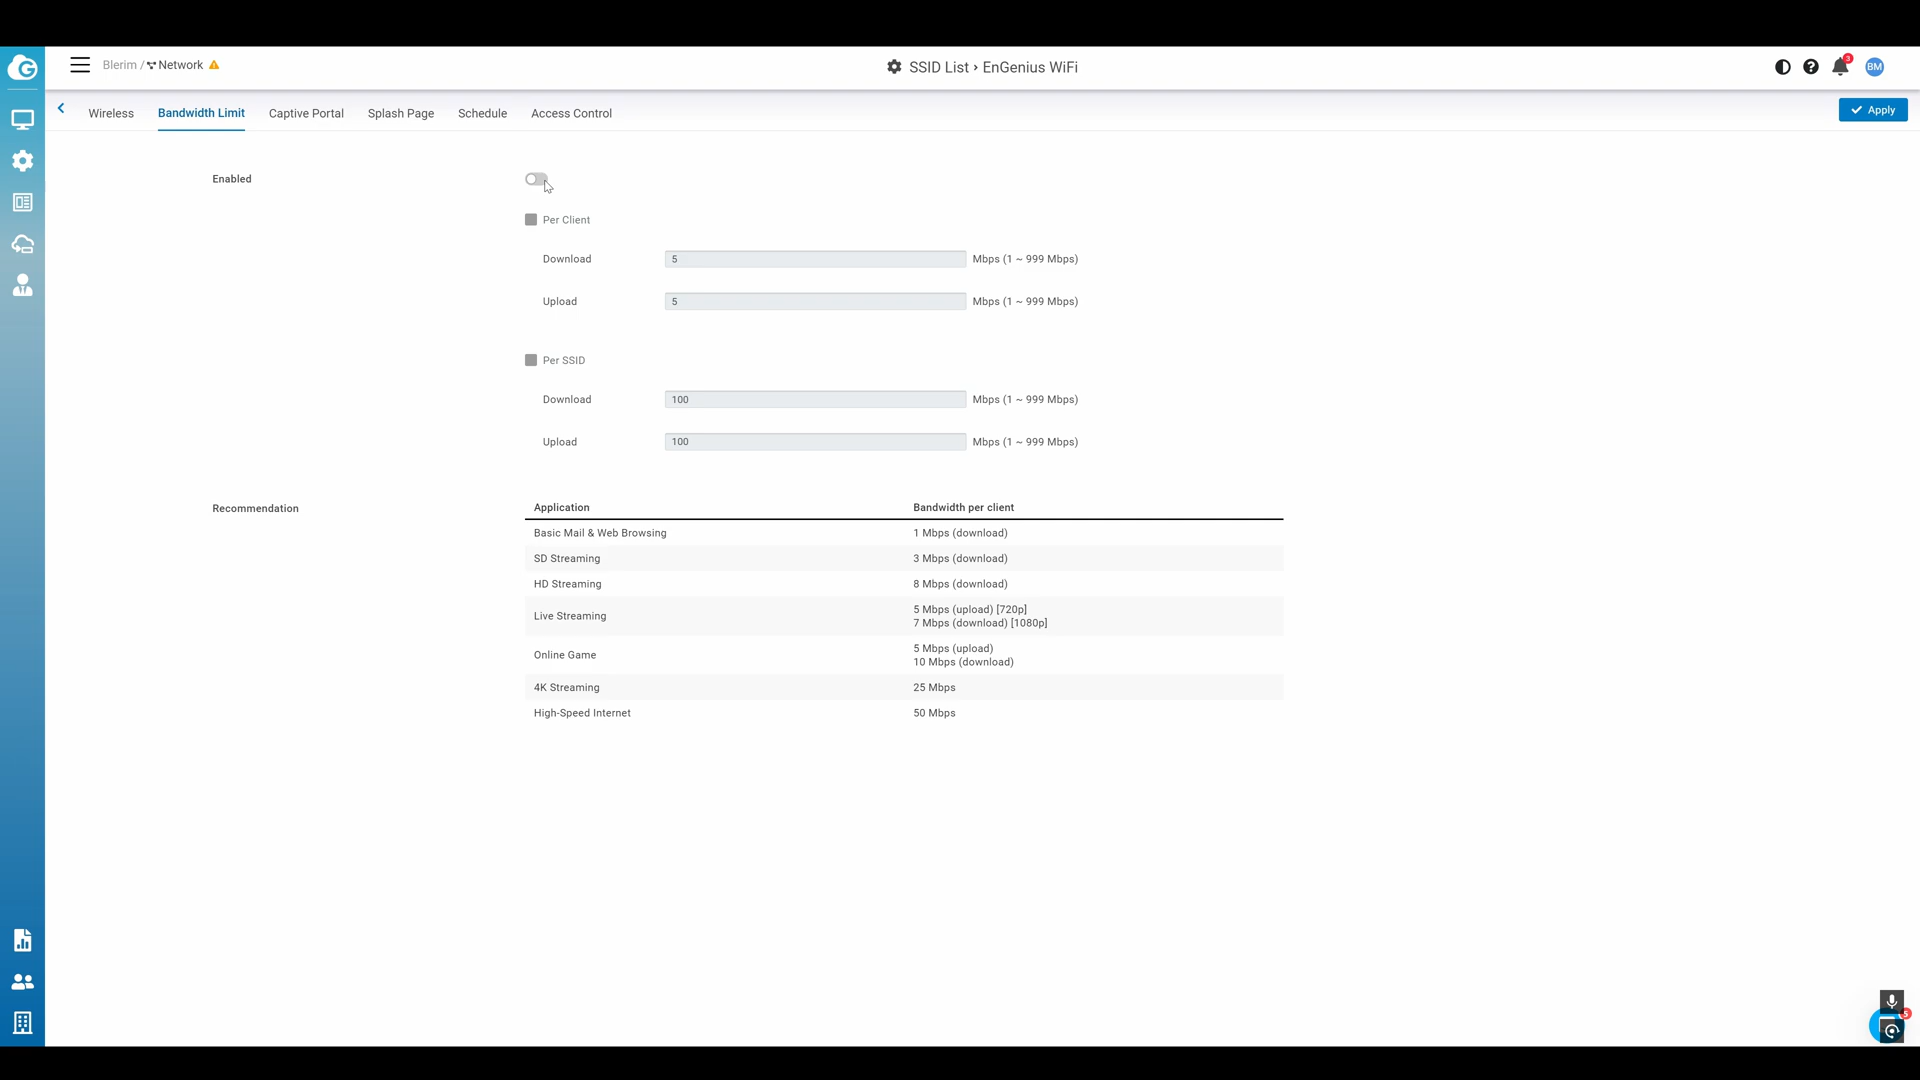 Blerim / Network
SSID List › EnGenius WiFi
3
BM
Wireless
Bandwidth Limit
Captive Portal
Splash Page
Schedule
Access Control
Apply
Enabled
Per Client
Download 5 Mbps (1 ~ 999 Mbps)
Upload 5 Mbps (1 ~ 999 Mbps)
Per SSID
Download 100 Mbps (1 ~ 999 Mbps)
Upload 100 Mbps (1 ~ 999 Mbps)
Recommendation
Application Bandwidth per client
Basic Mail & Web Browsing 1 Mbps (download)
SD Streaming 3 Mbps (download)
HD Streaming 8 Mbps (download)
Live Streaming 5 Mbps (upload) [720p]
7 Mbps (download) [1080p]
Online Game 5 Mbps (upload)
10 Mbps (download)
4K Streaming 25 Mbps
High-Speed Internet 50 Mbps
5